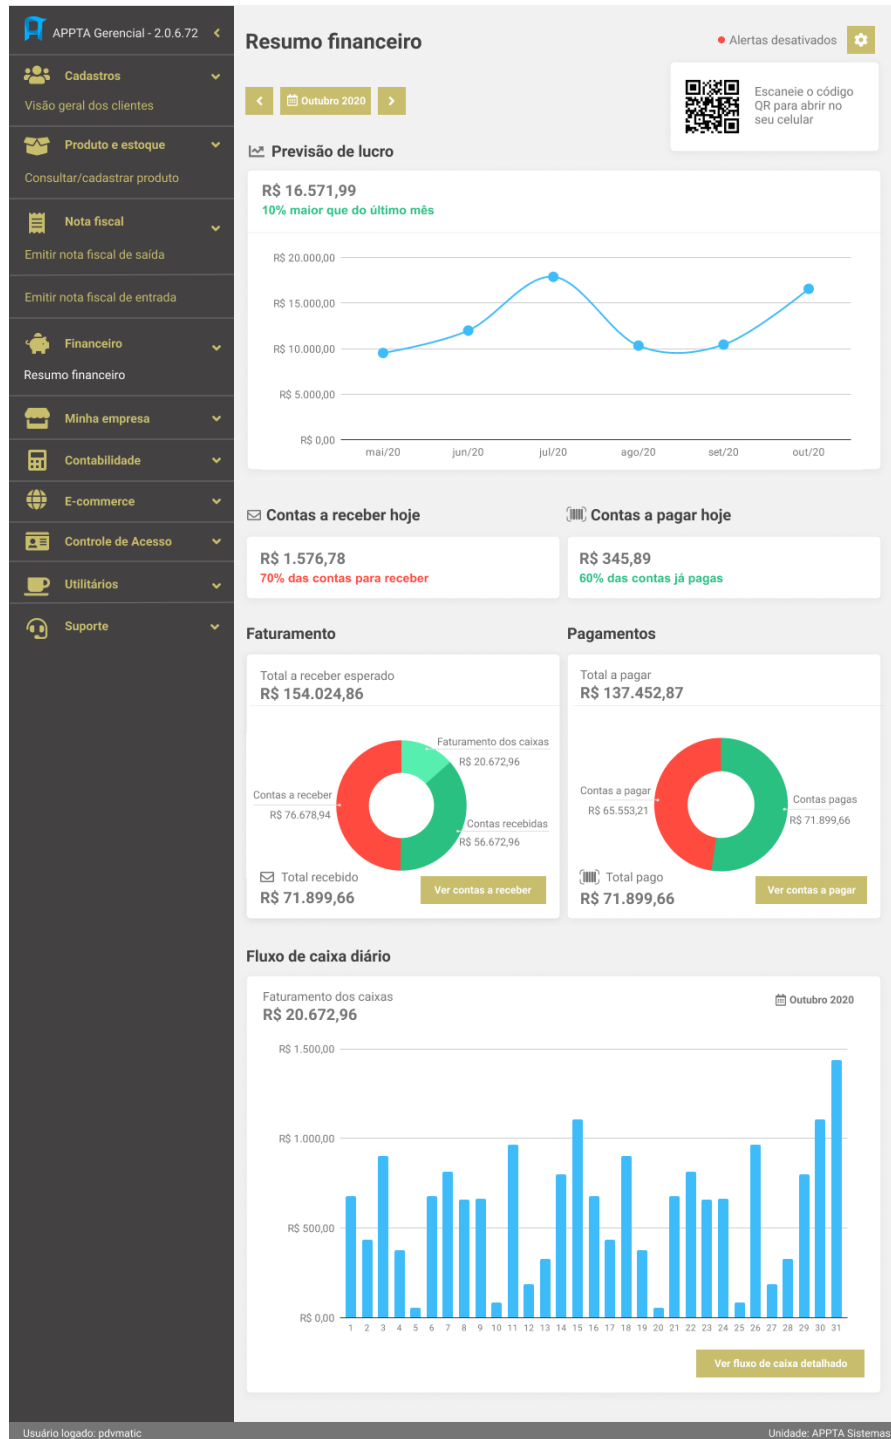 APPTA Gerencial - 2.0.6.72
Cadastros
Visão geral dos clientes
Produto e estoque
Consultar/cadastrar produto
Nota fiscal
Emitir nota fiscal de saída
Emitir nota fiscal de entrada
Financeiro
Resumo financeiro
Minha empresa
Contabilidade
E-commerce
Controle de Acesso
Utilitários
Suporte
Resumo financeiro
Alertas desativados
Outubro 2020
Escaneie o código
QR para abrir no
seu celular
Previsão de lucro
R$ 16.571,99
10% maior que do último mês
R$ 20.000,00
R$ 15.000,00
R$ 10.000,00
R$ 5.000,00
R$ 0,00
mai/20 jun/20 jul/20 ago/20 set/20 out/20
Contas a receber hoje
R$ 1.576,78
70% das contas para receber
Contas a pagar hoje
R$ 345,89
60% das contas já pagas
Faturamento
Total a receber esperado
R$ 154.024,86
Faturamento dos caixas
R$ 20.672,96
Contas a receber
R$ 76.678,94
Contas recebidas
R$ 56.672,96
Total recebido
R$ 71.899,66
Ver contas a receber
Pagamentos
Total a pagar
R$ 137.452,87
Contas a pagar
R$ 65.553,21
Contas pagas
R$ 71.899,66
Total pago
R$ 71.899,66
Ver contas a pagar
Fluxo de caixa diário
Faturamento dos caixas
R$ 20.672,96
Outubro 2020
R$ 1.500,00
R$ 1.000,00
R$ 500,00
R$ 0,00
1 2 3 4 5 6 7 8 9 10 11 12 13 14 15 16 17 18 19 20 21 22 23 24 25 26 27 28 29 30 31
Ver fluxo de caixa detalhado
Usuário logado: pdvmatic
Unidade: APPTA Sistemas